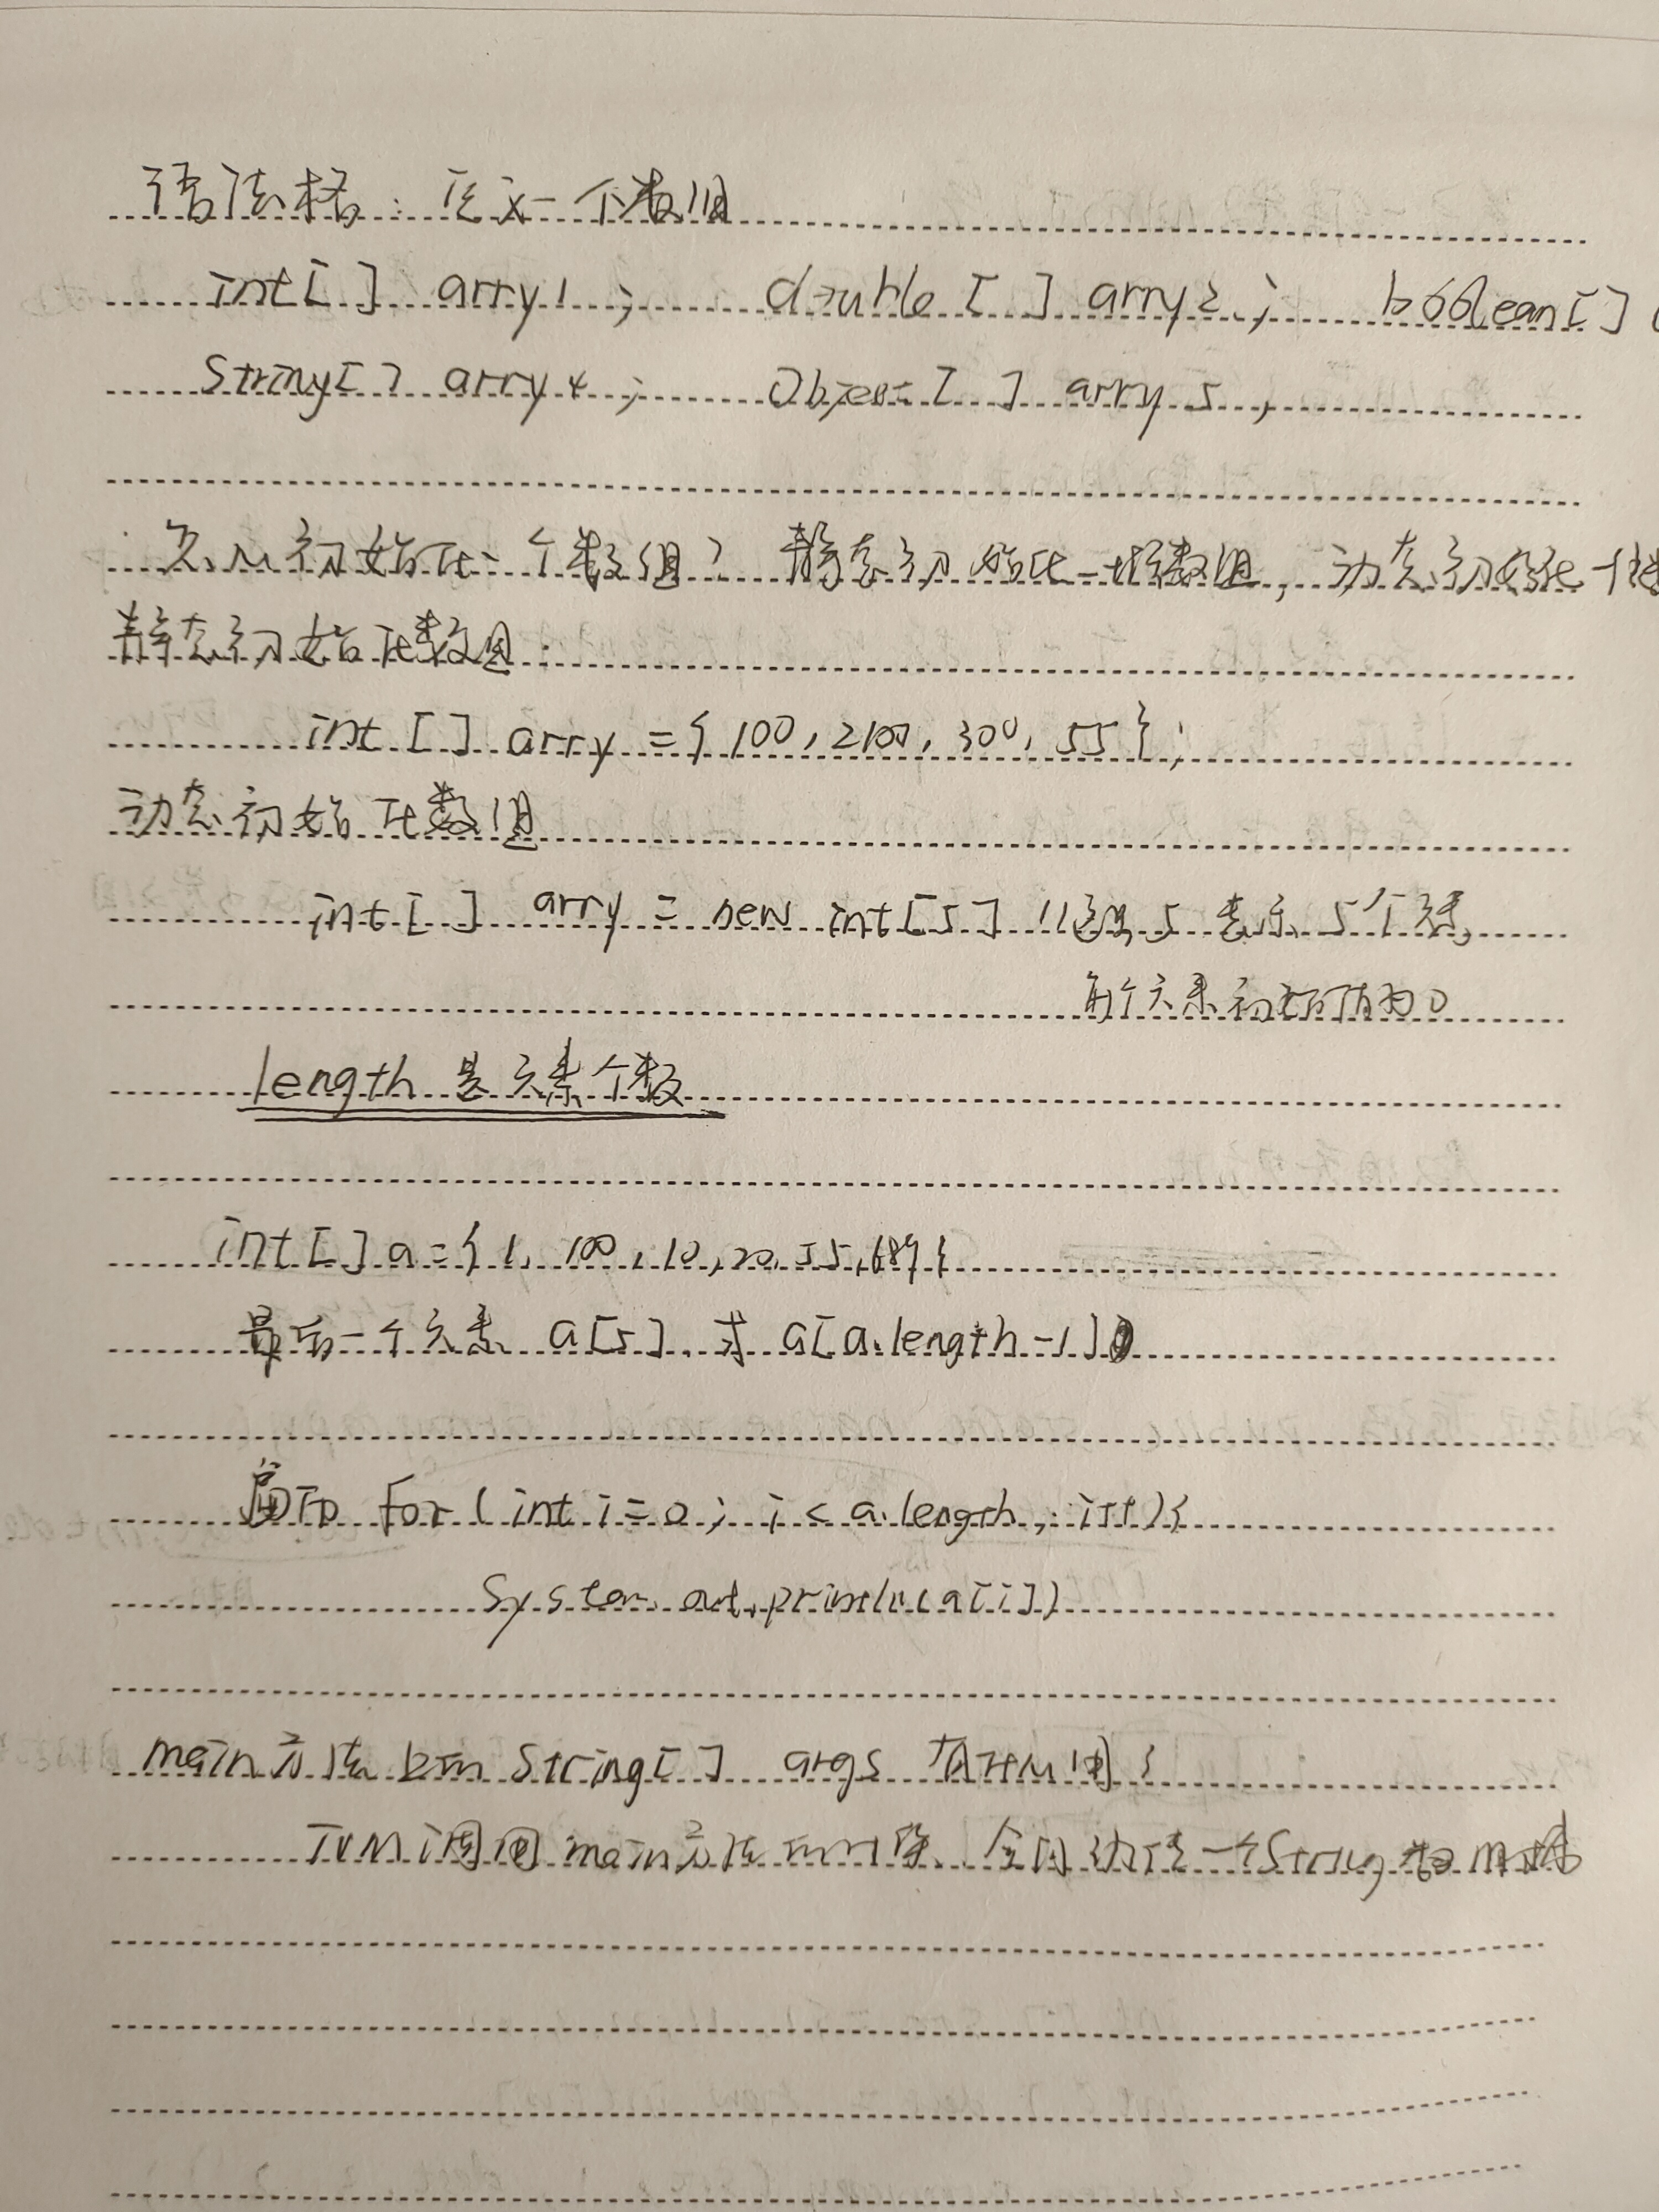 语法格: 定义一个数组
int[] arry1; double[] arry2; boolean[]
String[] arry4; Object[] arry5;
怎么初始化一个数组? 静态初始化一维数组, 动态初始化一维
静态初始化数组:
int[] arry={100, 2100, 300, 55};
动态初始化数组
int[] arry = new int[5] //这里5表示5个元素,
每个元素初始值为0
length是元素个数
int[]a={1, 100, 10, 20, 55, 689}
最后一个元素 a[5] 或 a[a.length-1]
for(int i=0; i<a.length; i++){
System.out.println(a[i])
main方法上面 String[] args 有什么用?
JVM调用main方法的时候, 会自动传一个String数